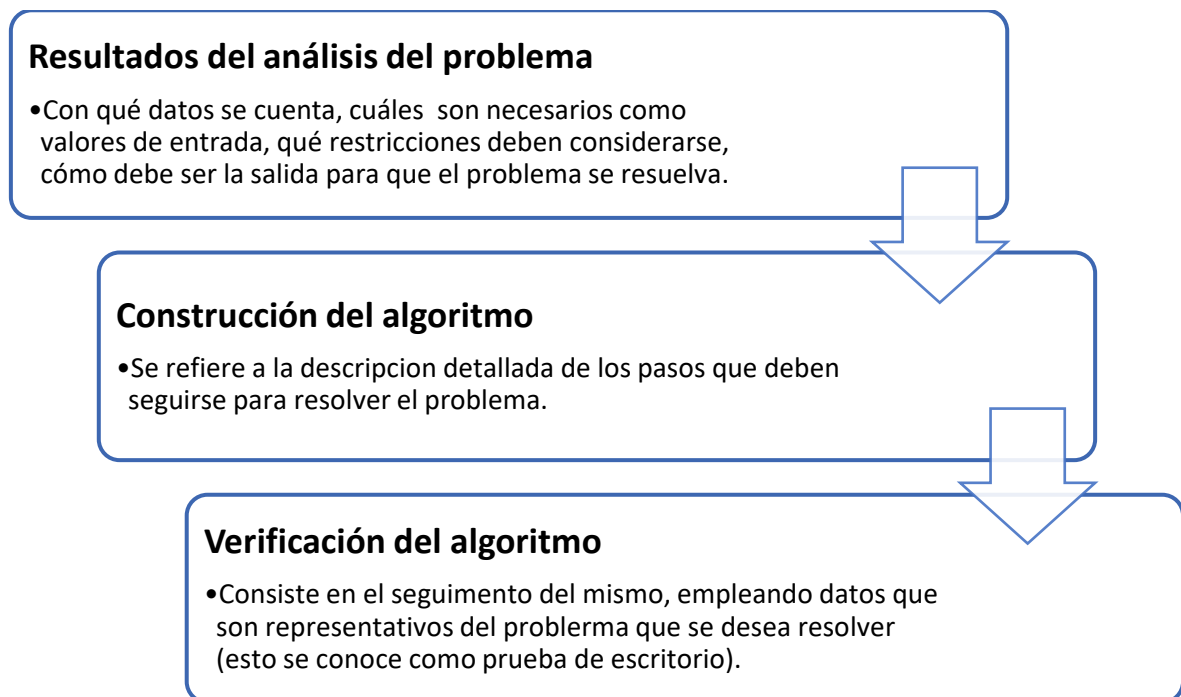 Resultados del análisis del problema
•Con qué datos se cuenta, cuáles son necesarios como
valores de entrada, qué restricciones deben considerarse,
cómo debe ser la salida para que el problema se resuelva.
Construcción del algoritmo
•Se refiere a la descripcion detallada de los pasos que deben
seguirse para resolver el problema.
Verificación del algoritmo
•Consiste en el seguimento del mismo, empleando datos que
son representativos del problerma que se desea resolver
(esto se conoce como prueba de escritorio).